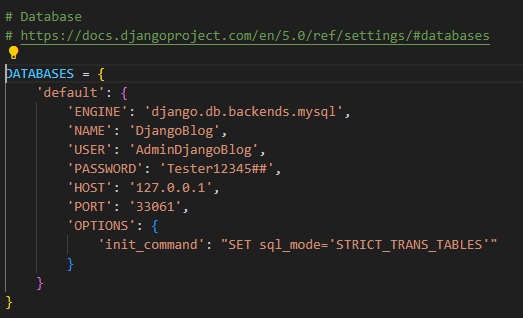 # Database
# https://docs.djangoproject.com/en/5.0/ref/settings/#databases
DATABASES = {
    'default': {
        'ENGINE': 'django.db.backends.mysql',
        'NAME': 'DjangoBlog',
        'USER': 'AdminDjangoBlog',
        'PASSWORD': 'Tester12345##',
        'HOST': '127.0.0.1',
        'PORT': '33061',
        'OPTIONS': {
            'init_command': "SET sql_mode='STRICT_TRANS_TABLES'"
        }
    }
}